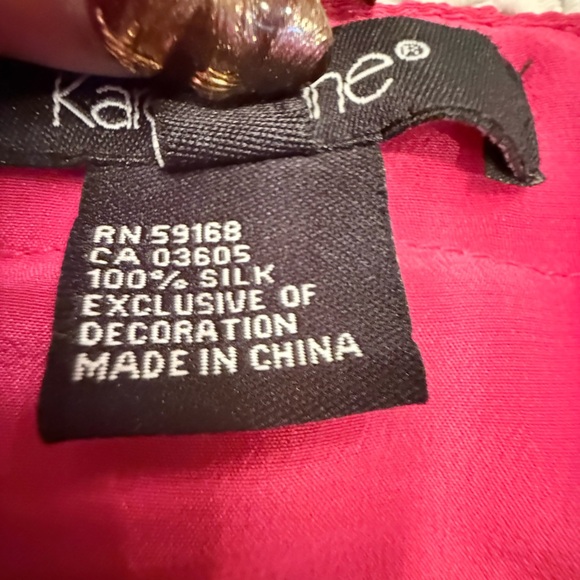 RN 59168
CA 03605
100% SILK
EXCLUSIVE OF
DECORATION
MADE IN CHINA